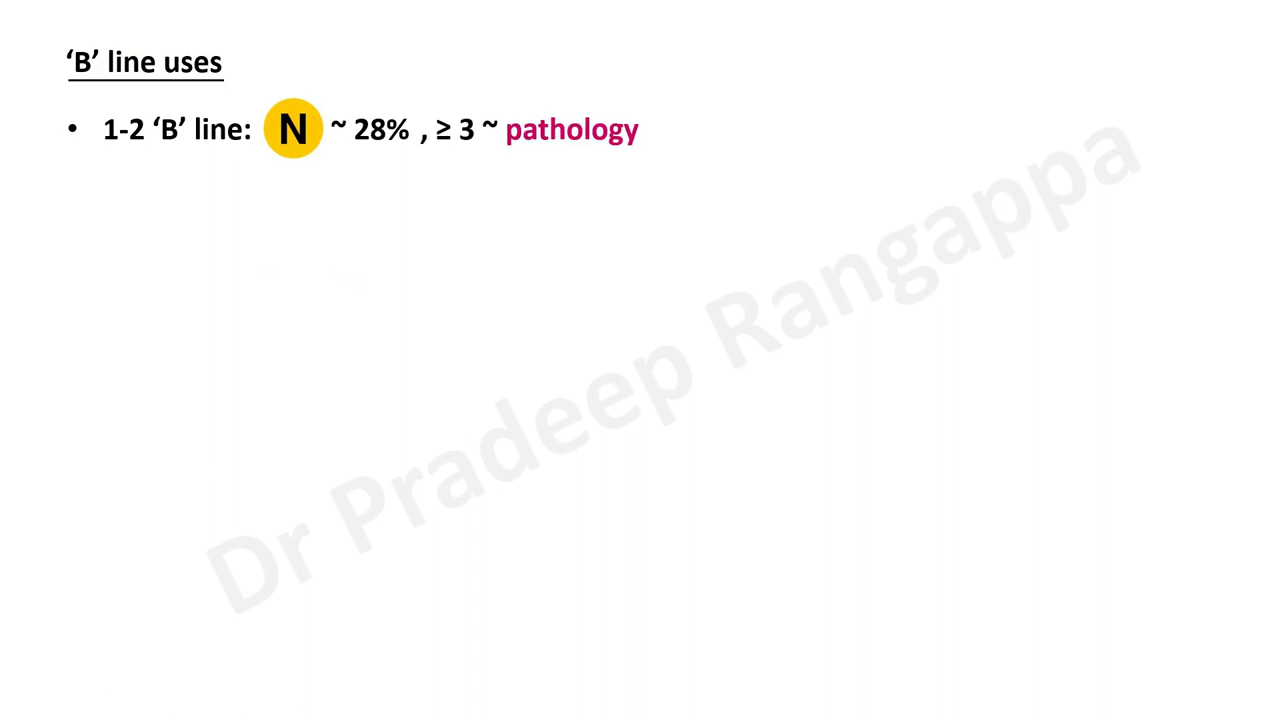 ‘B’ line uses
• 1-2 ‘B’ line: N ~ 28% , ≥ 3 ~ pathology
Dr Pradeep Rangappa